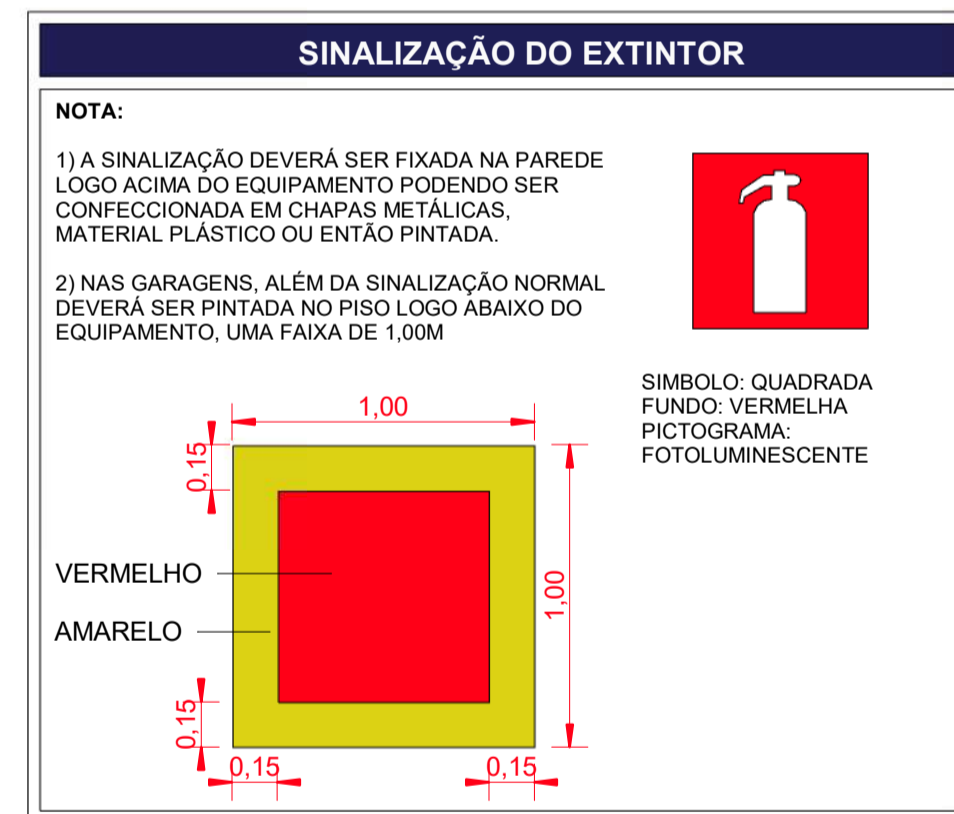 SINALIZAÇÃO DO EXTINTOR
NOTA:
1) A SINALIZAÇÃO DEVERÁ SER FIXADA NA PAREDE
LOGO ACIMA DO EQUIPAMENTO PODENDO SER
CONFECCIONADA EM CHAPAS METÁLICAS,
MATERIAL PLÁSTICO OU ENTÃO PINTADA.
2) NAS GARAGENS, ALÉM DA SINALIZAÇÃO NORMAL
DEVERÁ SER PINTADA NO PISO LOGO ABAIXO DO
EQUIPAMENTO, UMA FAIXA DE 1,00M
SIMBOLO: QUADRADA
FUNDO: VERMELHA
PICTOGRAMA:
FOTOLUMINESCENTE
1,00
0,15
VERMELHO
1,00
AMARELO
0,15
0,15
0,15